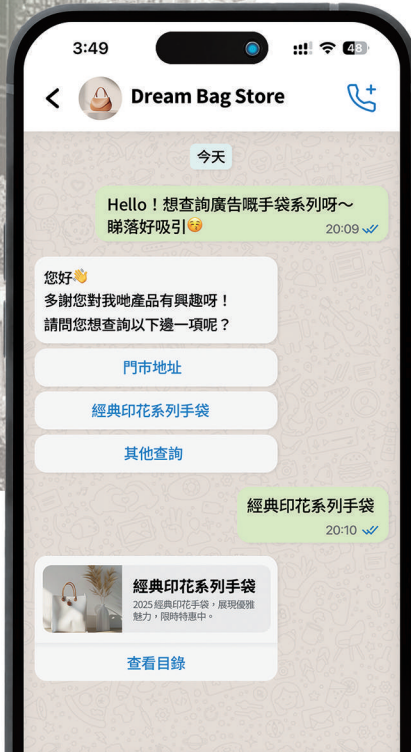 3:49
48
Dream Bag Store
今天
Hello！想查詢廣告嘅手袋系列呀～
睇落好吸引😚
20:09
您好👋
多謝您對我哋產品有興趣呀！
請問您想查詢以下邊一項呢？
門市地址
經典印花系列手袋
其他查詢
經典印花系列手袋
20:10
經典印花系列手袋
2025 經典印花手袋，展現優雅
魅力，限時特惠中。
查看目錄